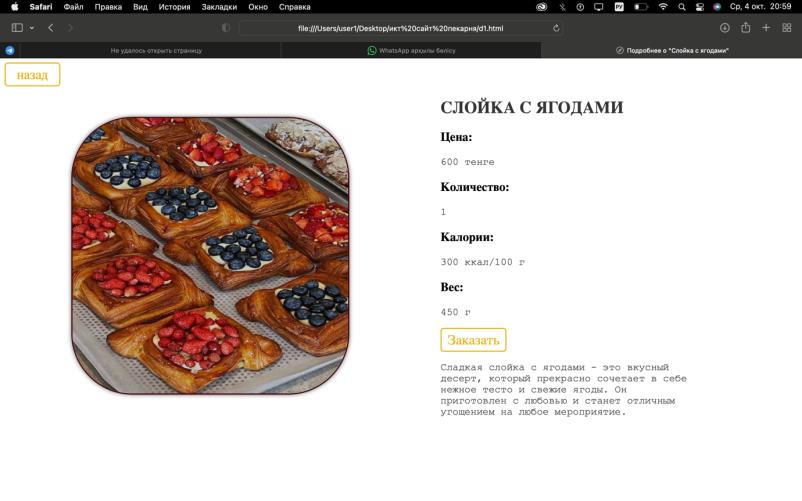 Safari Файл Правка Вид История Закладки Окно Справка РУ Ср, 4 окт. 20:59
file:///Users/user1/Desktop/икт%20сайт%20пекарня/d1.html
Не удалось открыть страницу
WhatsApp арқылы бөлісу
Подробнее о "Слойка с ягодами"
назад
СЛОЙКА С ЯГОДАМИ
Цена:
600 тенге
Количество:
1
Калории:
300 ккал/100 г
Вес:
450 г
Заказать
Сладкая слойка с ягодами - это вкусный
десерт, который прекрасно сочетает в себе
нежное тесто и свежие ягоды. Он
приготовлен с любовью и станет отличным
угощением на любое мероприятие.